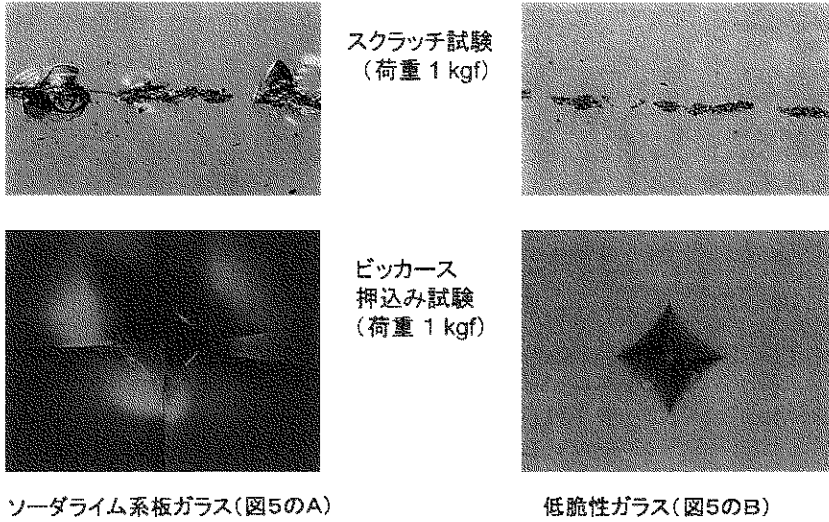 スクラッチ試験
(荷重 1 kgf)
ビッカース
押込み試験
(荷重 1 kgf)
ソーダライム系板ガラス(図5のA)
低脆性ガラス(図5のB)